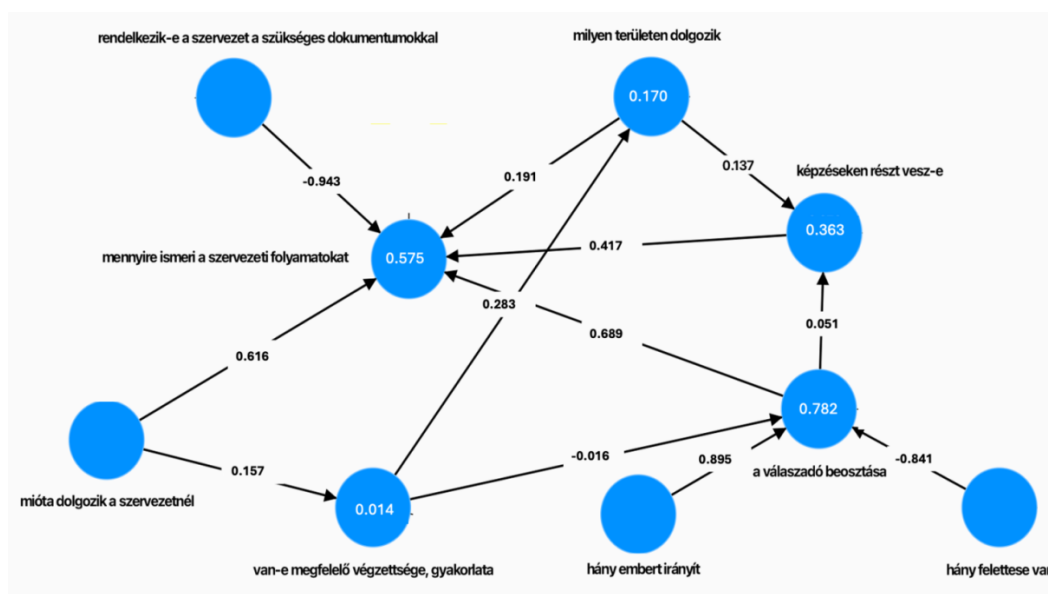 rendelkezik-e a szervezet a szükséges dokumentumokkal
milyen területen dolgozik
0.170
-0.943
0.191
0.137
képzéseken részt vesz-e
0.363
0.417
mennyire ismeri a szervezeti folyamatokat
0.575
0.283
0.689
0.051
0.616
0.782
0.157
-0.016
0.895
-0.841
a válaszadó beosztása
mióta dolgozik a szervezetnél
0.014
van-e megfelelő végzettsége, gyakorlata
hány embert irányít
hány felettese van